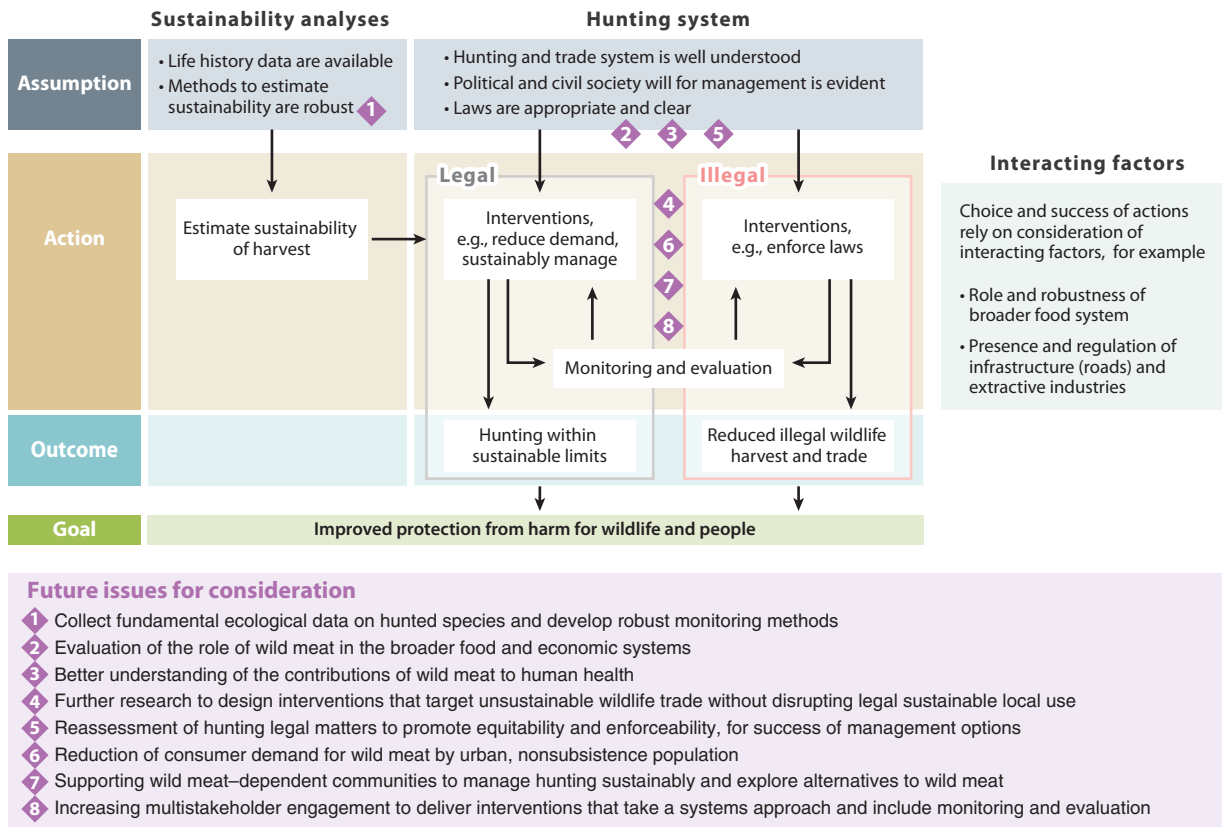 Sustainability analyses
Hunting system
Assumption
• Life history data are available
• Methods to estimate
sustainability are robust 1
• Hunting and trade system is well understood
• Political and civil society will for management is evident
• Laws are appropriate and clear
2 3 5
Action
Estimate sustainability
of harvest
Legal
Interventions,
e.g., reduce demand,
sustainably manage
4
6
7
8
Illegal
Interventions,
e.g., enforce laws
Monitoring and evaluation
Interacting factors
Choice and success of actions
rely on consideration of
interacting factors, for example
• Role and robustness of
broader food system
• Presence and regulation of
infrastructure (roads) and
extractive industries
Outcome
Hunting within
sustainable limits
Reduced illegal wildlife
harvest and trade
Goal
Improved protection from harm for wildlife and people
Future issues for consideration
1 Collect fundamental ecological data on hunted species and develop robust monitoring methods
2 Evaluation of the role of wild meat in the broader food and economic systems
3 Better understanding of the contributions of wild meat to human health
4 Further research to design interventions that target unsustainable wildlife trade without disrupting legal sustainable local use
5 Reassessment of hunting legal matters to promote equitability and enforceability, for success of management options
6 Reduction of consumer demand for wild meat by urban, nonsubsistence population
7 Supporting wild meat–dependent communities to manage hunting sustainably and explore alternatives to wild meat
8 Increasing multistakeholder engagement to deliver interventions that take a systems approach and include monitoring and evaluation